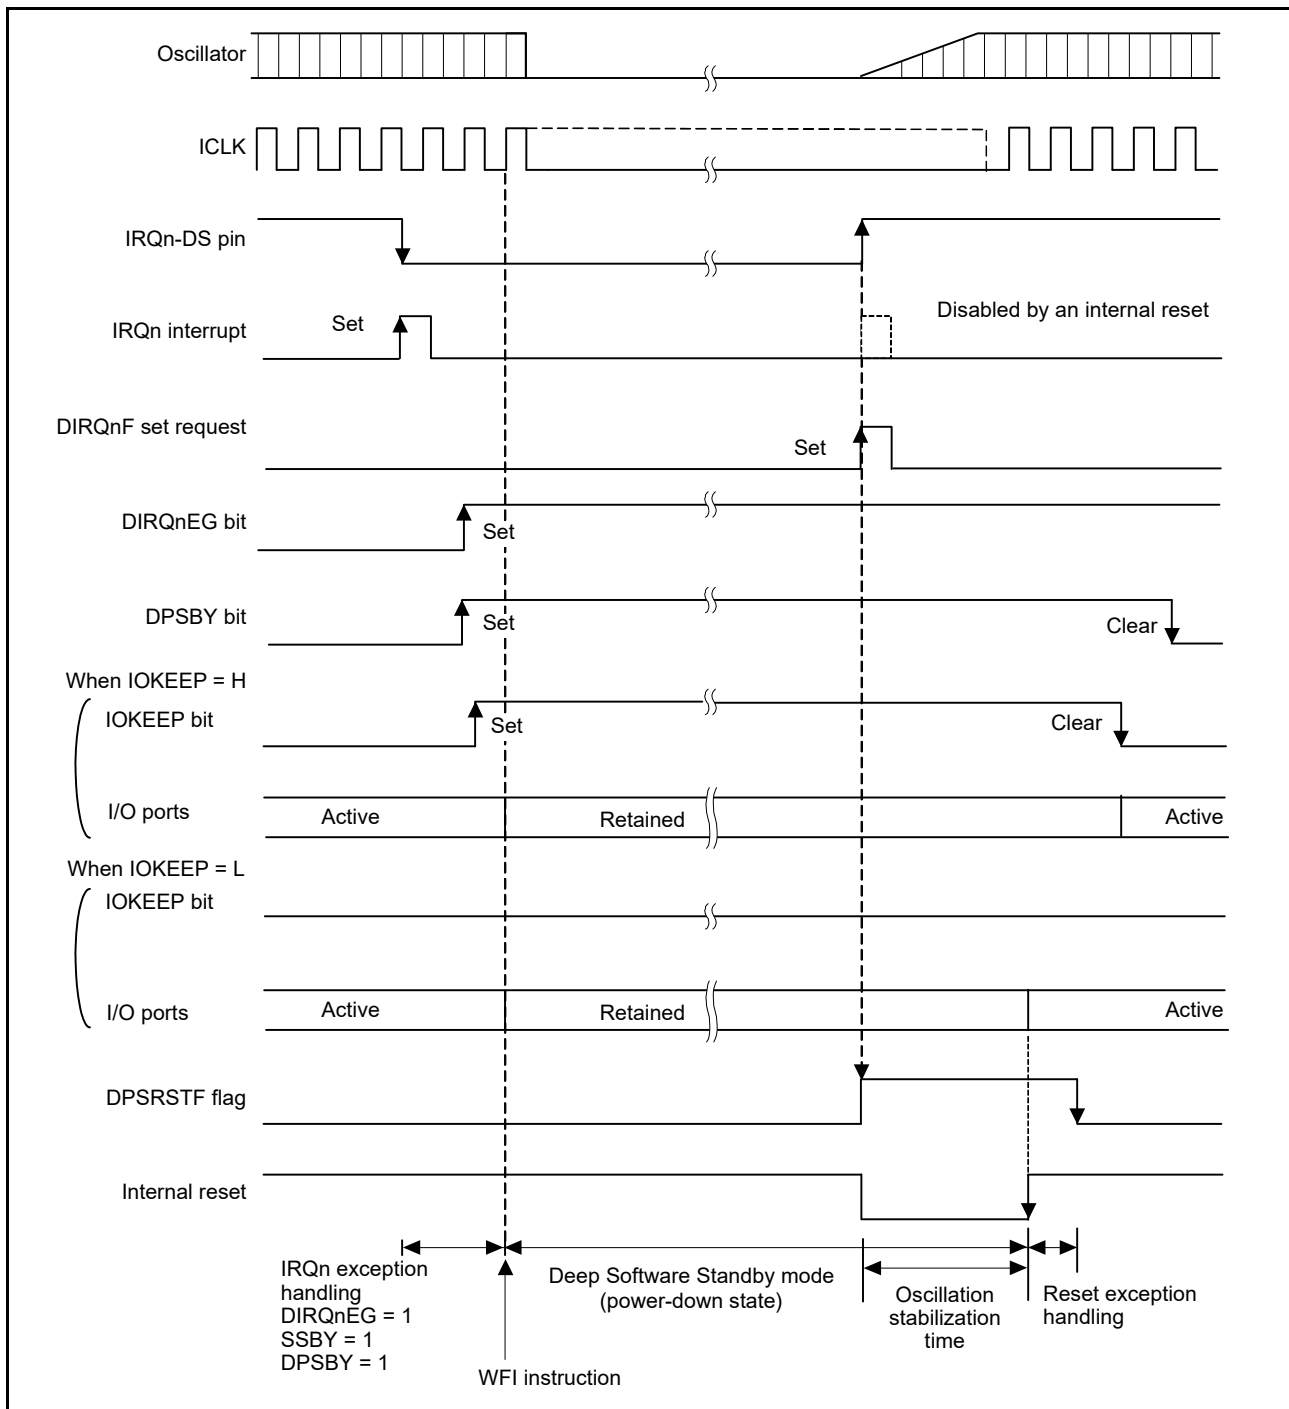 Oscillator
ICLK
IRQn-DS pin
IRQn interrupt
Set
Disabled by an internal reset
DIRQnF set request
Set
DIRQnEG bit
Set
DPSBY bit
Set
Clear
When IOKEEP = H
IOKEEP bit
Set
Clear
I/O ports
Active
Retained
Active
When IOKEEP = L
IOKEEP bit
I/O ports
Active
Retained
Active
DPSRSTF flag
Internal reset
IRQn exception
handling
DIRQnEG = 1
SSBY = 1
DPSBY = 1
WFI instruction
Deep Software Standby mode
(power-down state)
Oscillation
stabilization
time
Reset exception
handling